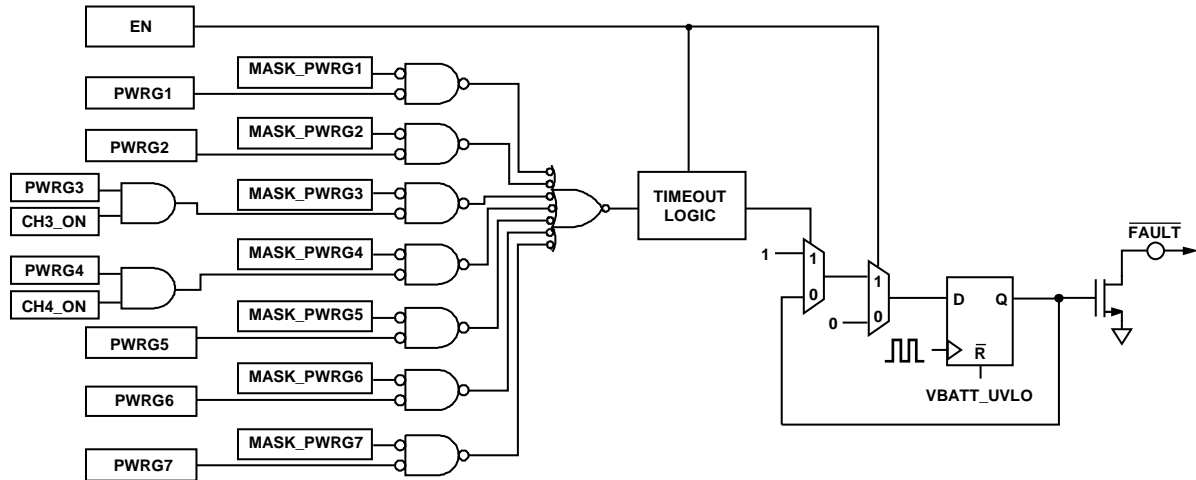 EN
MASK_PWRG1
PWRG1
MASK_PWRG2
PWRG2
PWRG3
MASK_PWRG3
CH3_ON
PWRG4
MASK_PWRG4
CH4_ON
MASK_PWRG5
PWRG5
MASK_PWRG6
PWRG6
MASK_PWRG7
PWRG7
TIMEOUT
LOGIC
1
1
0
1
0
0
D
Q
R
VBATT_UVLO
FAULT